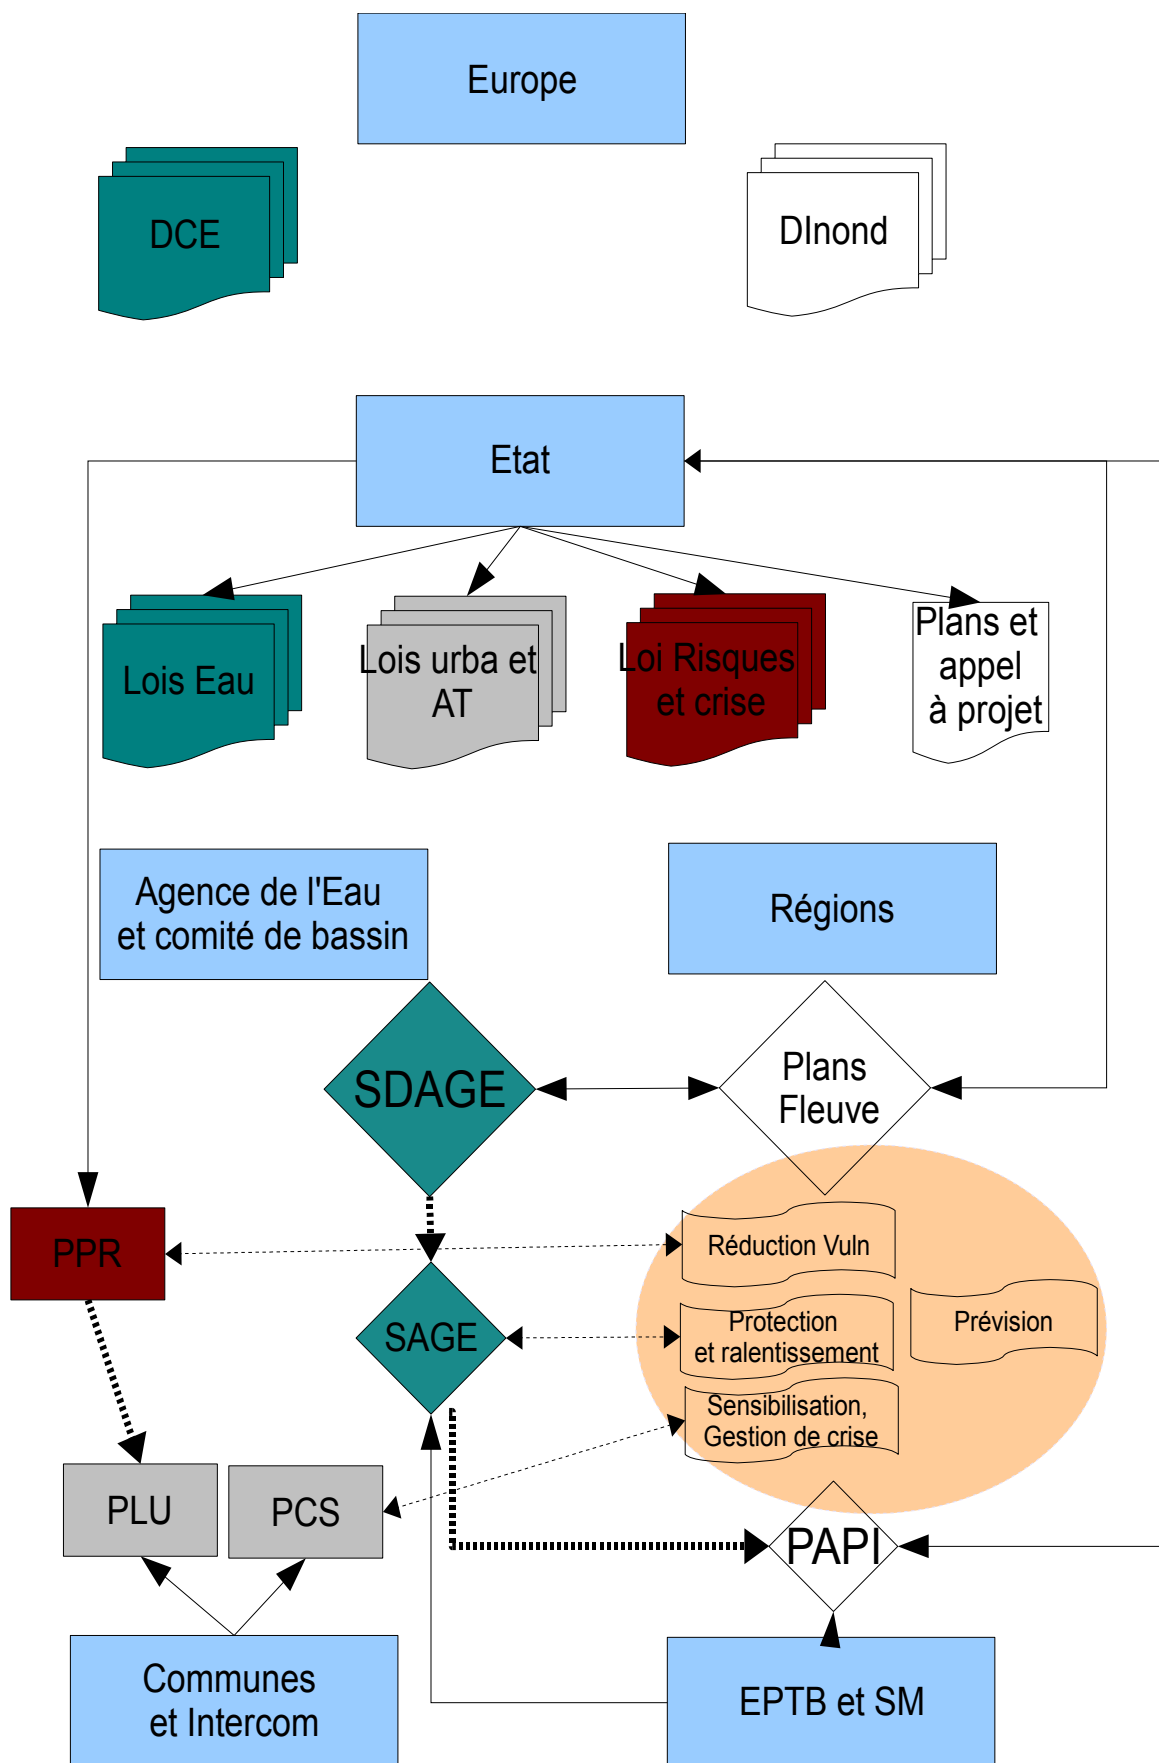 Europe
DCE
DInond
Etat
Lois Eau
Lois urba et
AT
Loi Risques
et crise
Plans et
appel
à projet
Agence de l'Eau
et comité de bassin
Régions
SDAGE
Plans
Fleuve
PPR
Réduction Vuln
SAGE
Protection
et ralentissement
Prévision
Sensibilisation,
Gestion de crise
PLU
PCS
PAPI
Communes
et Intercom
EPTB et SM